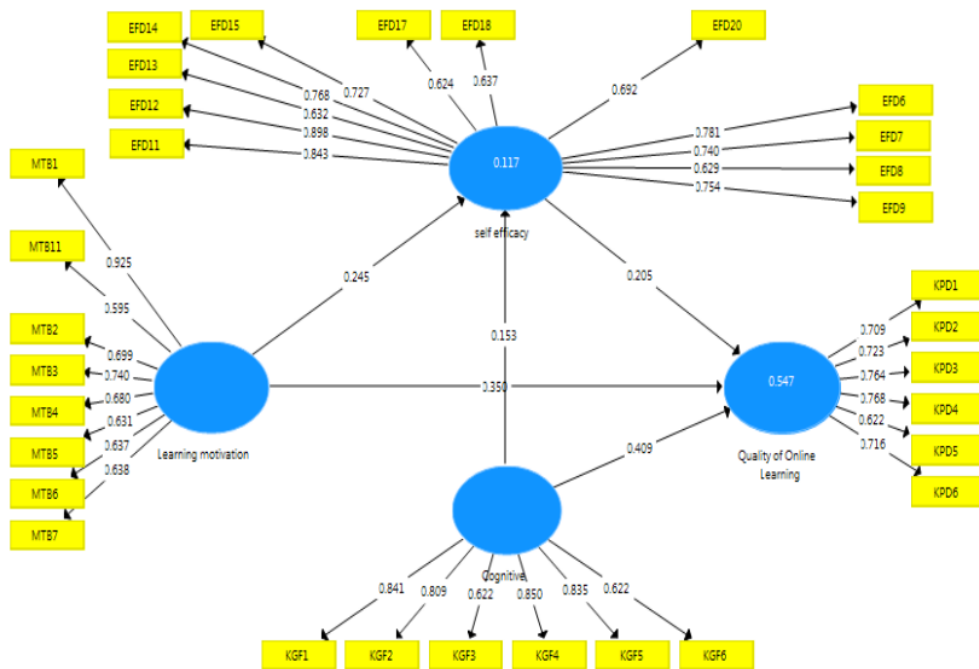 EFD14
EFD15
EFD17
EFD18
EFD20
EFD13
EFD12
EFD11
0.768
0.727
0.632
0.898
0.843
0.624
0.637
0.692
EFD6
EFD7
EFD8
EFD9
0.781
0.740
0.629
0.754
0.117
self efficacy
MTB1
MTB11
MTB2
MTB3
MTB4
MTB5
MTB6
MTB7
0.925
0.595
0.699
0.740
0.680
0.631
0.637
0.638
Learning motivation
0.245
0.153
0.205
0.350
0.409
0.547
Quality of Online
Learning
KPD1
KPD2
KPD3
KPD4
KPD5
KPD6
0.709
0.723
0.764
0.768
0.622
0.716
Cognitive
0.841
0.809
0.622
0.850
0.835
0.622
KGF1
KGF2
KGF3
KGF4
KGF5
KGF6